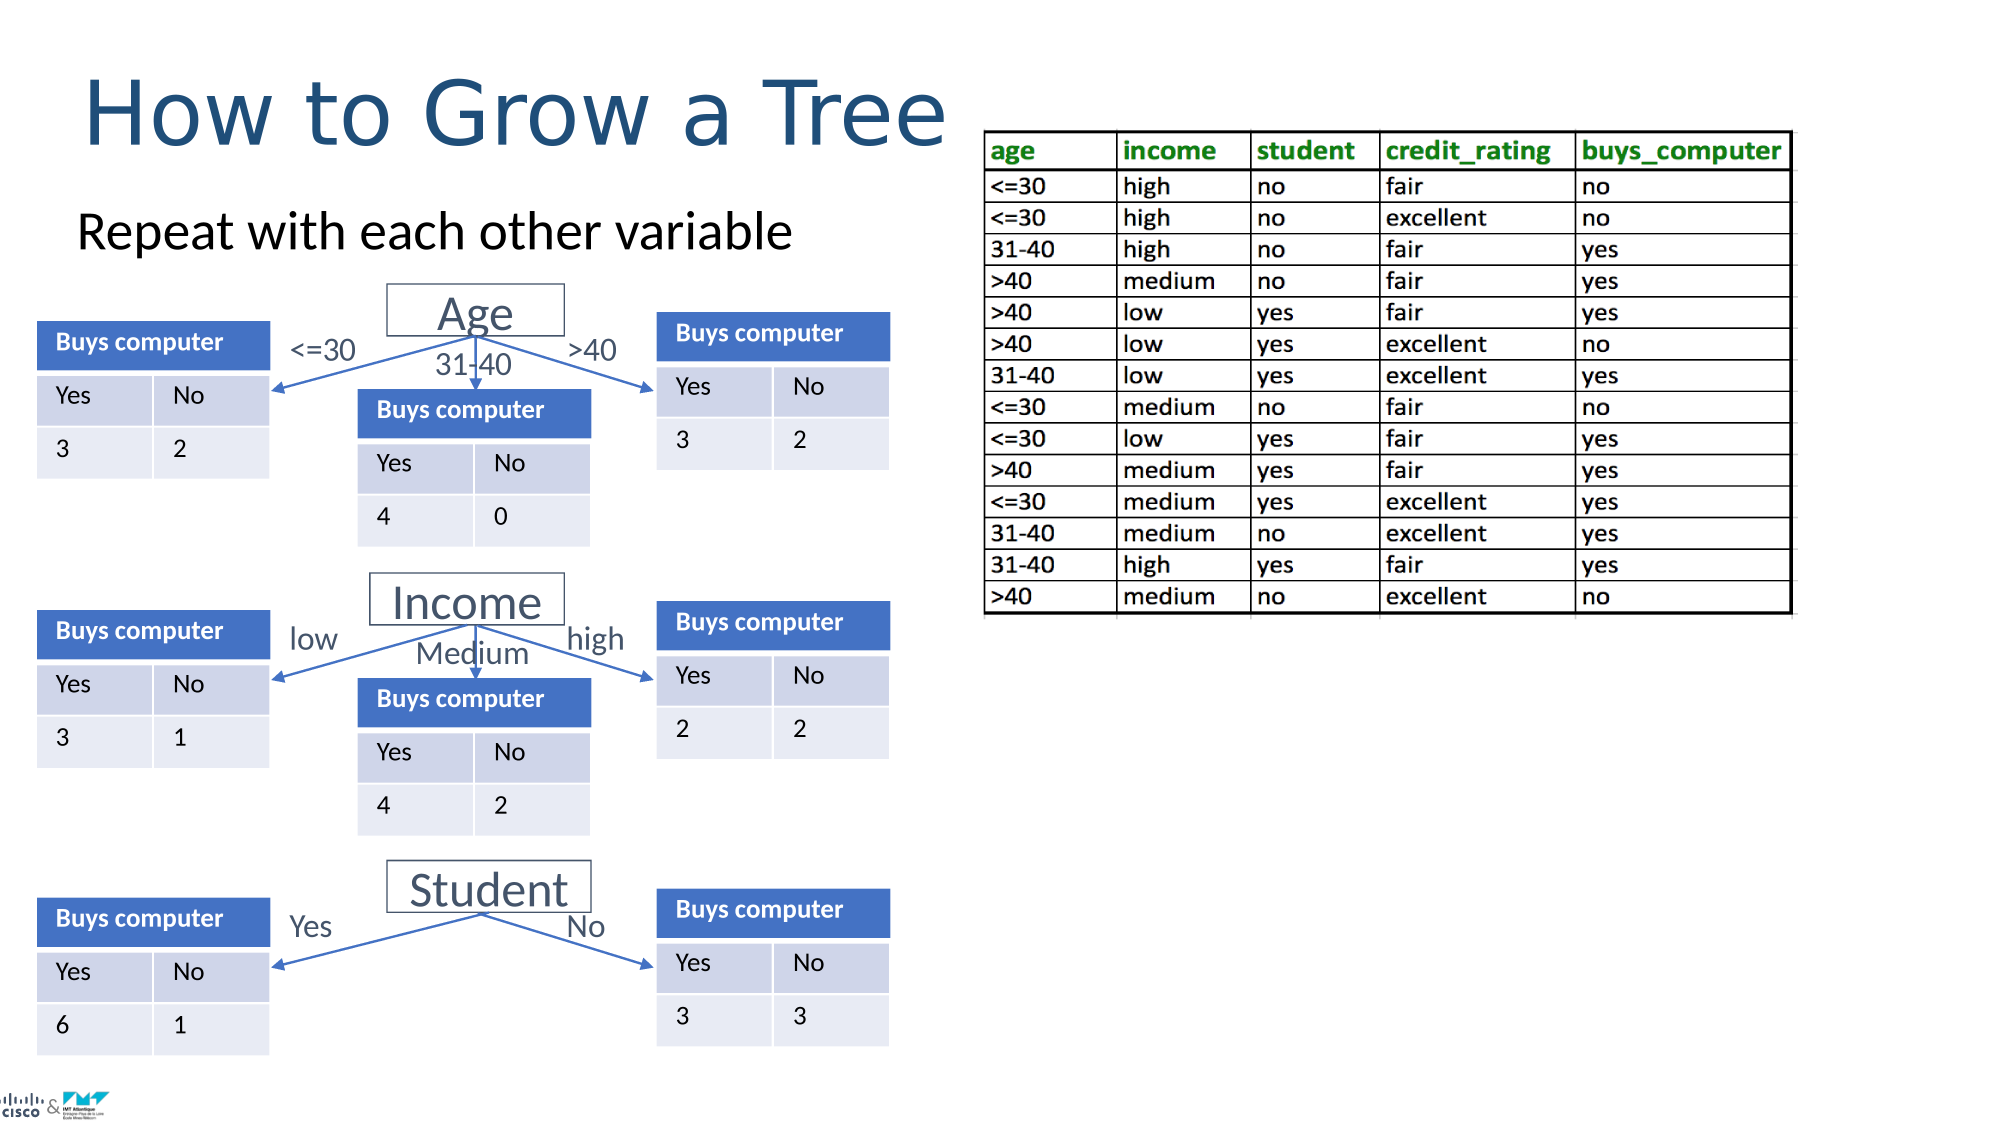 How to Grow a Tree
Repeat with each other variable
Age
<=30
31-40
>40
Buys computer
Yes No
3 2
Buys computer
Yes No
4 0
Buys computer
Yes No
3 2
Income
low
Medium
high
Buys computer
Yes No
3 1
Buys computer
Yes No
4 2
Buys computer
Yes No
2 2
Student
Yes
No
Buys computer
Yes No
6 1
Buys computer
Yes No
3 3
age income student credit_rating buys_computer
<=30 high no fair no
<=30 high no excellent no
31-40 high no fair yes
>40 medium no fair yes
>40 low yes fair yes
>40 low yes excellent no
31-40 low yes excellent yes
<=30 medium no fair no
<=30 low yes fair yes
>40 medium yes fair yes
<=30 medium yes excellent yes
31-40 medium no excellent yes
31-40 high yes fair yes
>40 medium no excellent no
CISCO & IMT Atlantique